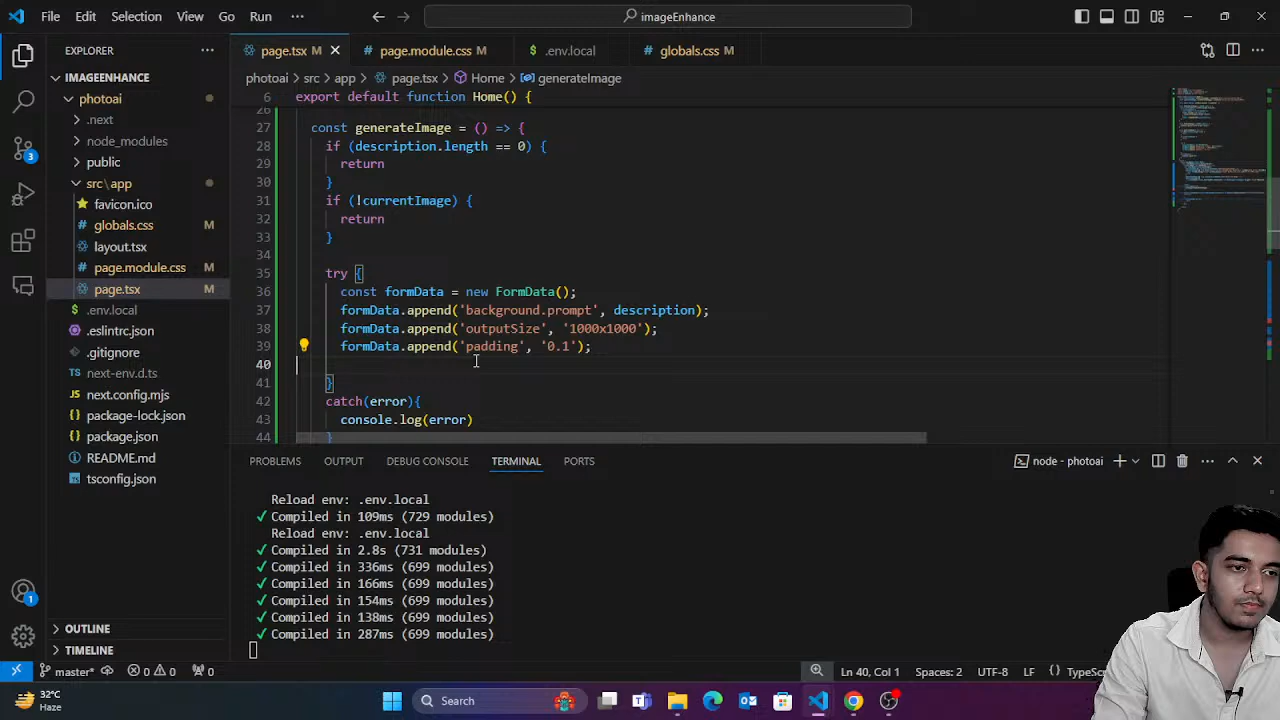 File Edit Selection View Go Run ···
imageEnhance
EXPLORER ···
page.tsx M
page.module.css M
.env.local
globals.css M
IMAGEENHANCE
photoai > src > app > page.tsx > Home > generateImage
photoai
.next
node_modules
public
src\app
favicon.ico
globals.css M
layout.tsx
page.module.css M
page.tsx M
.env.local
.eslintrc.json
.gitignore
next-env.d.ts
next.config.mjs
package-lock.json
package.json
README.md
tsconfig.json
6 export default function Home() {
26
27 const generateImage = () => {
28 if (description.length == 0) {
29 return
30 }
31 if (!currentImage) {
32 return
33 }
34
35 try {
36 const formData = new FormData();
37 formData.append('background.prompt', description);
38 formData.append('outputSize', '1000x1000');
39 formData.append('padding', '0.1');
40
41 }
42 catch(error){
43 console.log(error)
44 }
PROBLEMS OUTPUT DEBUG CONSOLE TERMINAL PORTS
node - photoai
Reload env: .env.local
✓ Compiled in 109ms (729 modules)
Reload env: .env.local
✓ Compiled in 2.8s (731 modules)
✓ Compiled in 336ms (699 modules)
✓ Compiled in 166ms (699 modules)
✓ Compiled in 154ms (699 modules)
✓ Compiled in 138ms (699 modules)
✓ Compiled in 287ms (699 modules)
3
1
OUTLINE
TIMELINE
master* 0 0 0
Ln 40, Col 1 Spaces: 2 UTF-8 LF {} TypeSc
32°C
Haze
Search